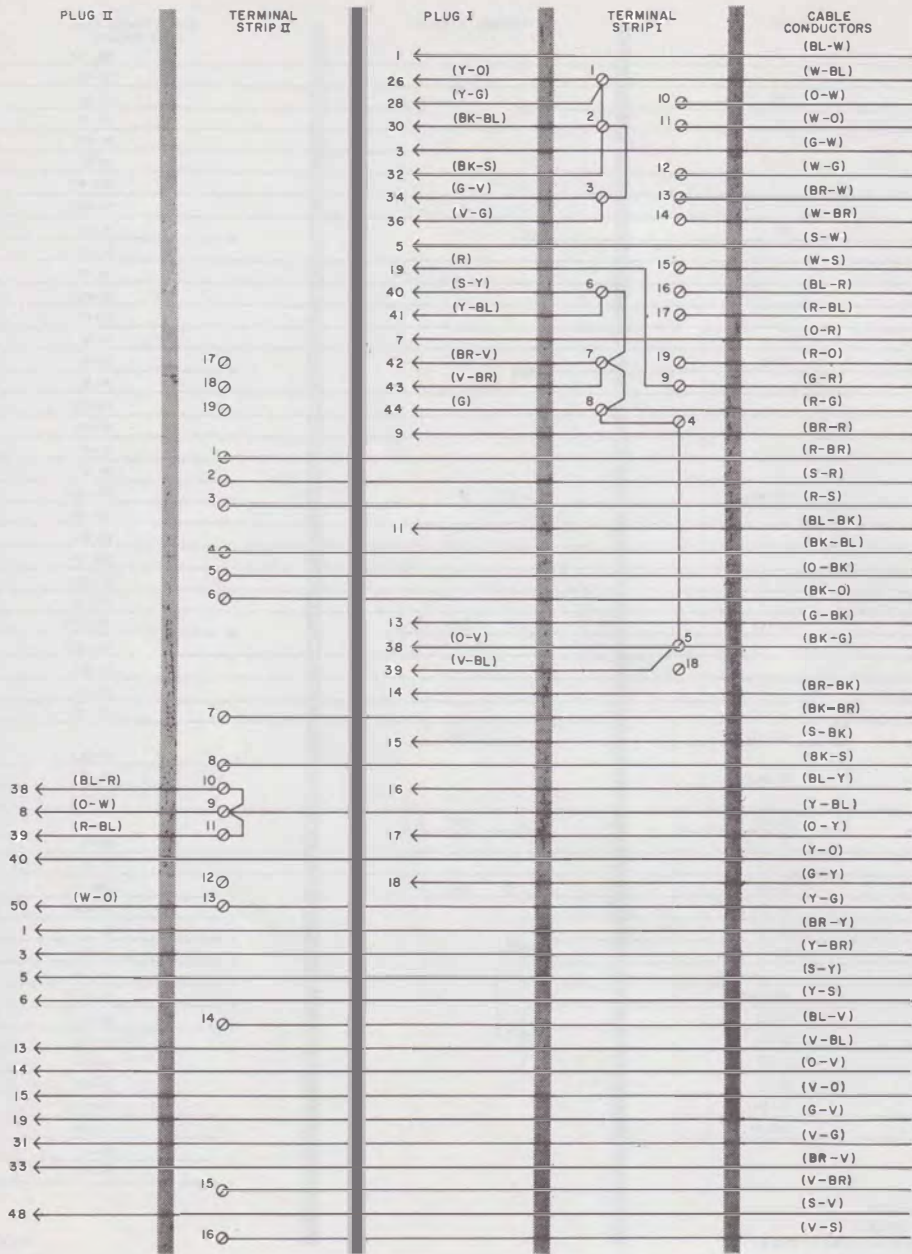 PLUG II TERMINAL PLUG I TERMINAL CABLE
STRIP II STRIP I CONDUCTORS
(BL-W)
1
(Y-O) 1 (W-BL)
26
(Y-G) (O-W)
28 10
(BK-BL) 2 (W-O)
30 11
(G-W)
3
(BK-S) 12 (W-G)
32
(G-V) 3 13 (BR-W)
34
(V-G) 14 (W-BR)
36
(S-W)
5
(R) 15 (W-S)
19
(S-Y) 6 16 (BL-R)
40
(Y-BL) 17 (R-BL)
41
(O-R)
7
17 (BR-V) 7 19 (R-O)
42
18 (V-BR) 9 (G-R)
43
19 (G) 8 (R-G)
44 4
9 (BR-R)
1 (R-BR)
2 (S-R)
3 (R-S)
11 (BL-BK)
4 (BK-BL)
5 (O-BK)
6 (BK-O)
13 (G-BK)
(O-V) 5 (BK-G)
38
(V-BL) 18
39
14 (BR-BK)
7 (BK-BR)
15 (S-BK)
8 (BK-S)
(BL-R) 10 (BL-Y)
38 16
(O-W) 9 (Y-BL)
8
(R-BL) 11 (O-Y)
39 17
40 (Y-O)
12 (G-Y)
18
(W-O) 13 (Y-G)
50
1 (BR-Y)
3 (Y-BR)
5 (S-Y)
6 (Y-S)
14 (BL-V)
13 (V-BL)
14 (O-V)
15 (V-O)
19 (G-V)
31 (V-G)
33 (BR-V)
15 (V-BR)
48 (S-V)
16 (V-S)